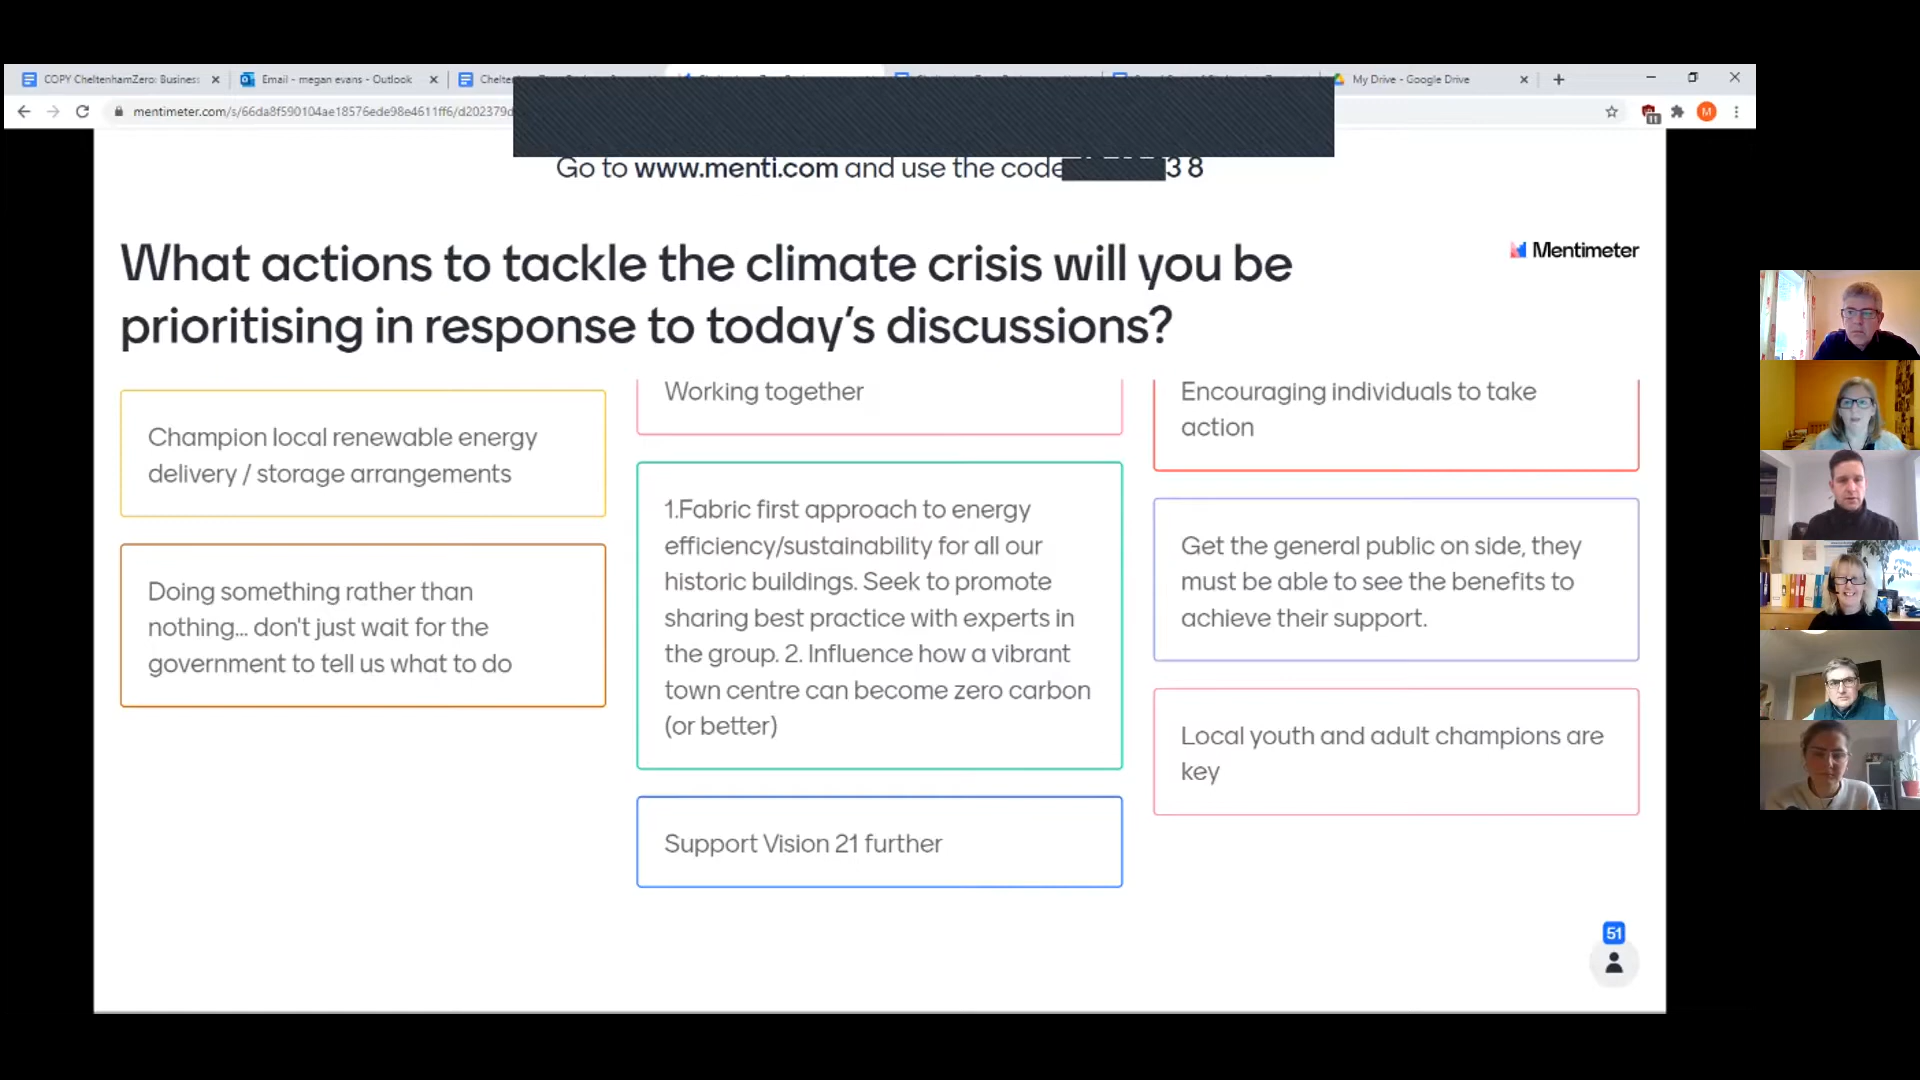 COPY CheltenhamZero: Business
Email - megan evans - Outlook
My Drive - Google Drive
mentimeter.com/s/66da8f590104ae18576ede98e4611ff6/d202379d
11
M
Go to www.menti.com and use the code 38
What actions to tackle the climate crisis will you be
prioritising in response to today's discussions?
Mentimeter
Champion local renewable energy
delivery / storage arrangements
Doing something rather than
nothing... don't just wait for the
government to tell us what to do
Working together
1.Fabric first approach to energy
efficiency/sustainability for all our
historic buildings. Seek to promote
sharing best practice with experts in
the group. 2. Influence how a vibrant
town centre can become zero carbon
(or better)
Support Vision 21 further
Encouraging individuals to take
action
Get the general public on side, they
must be able to see the benefits to
achieve their support.
Local youth and adult champions are
key
51